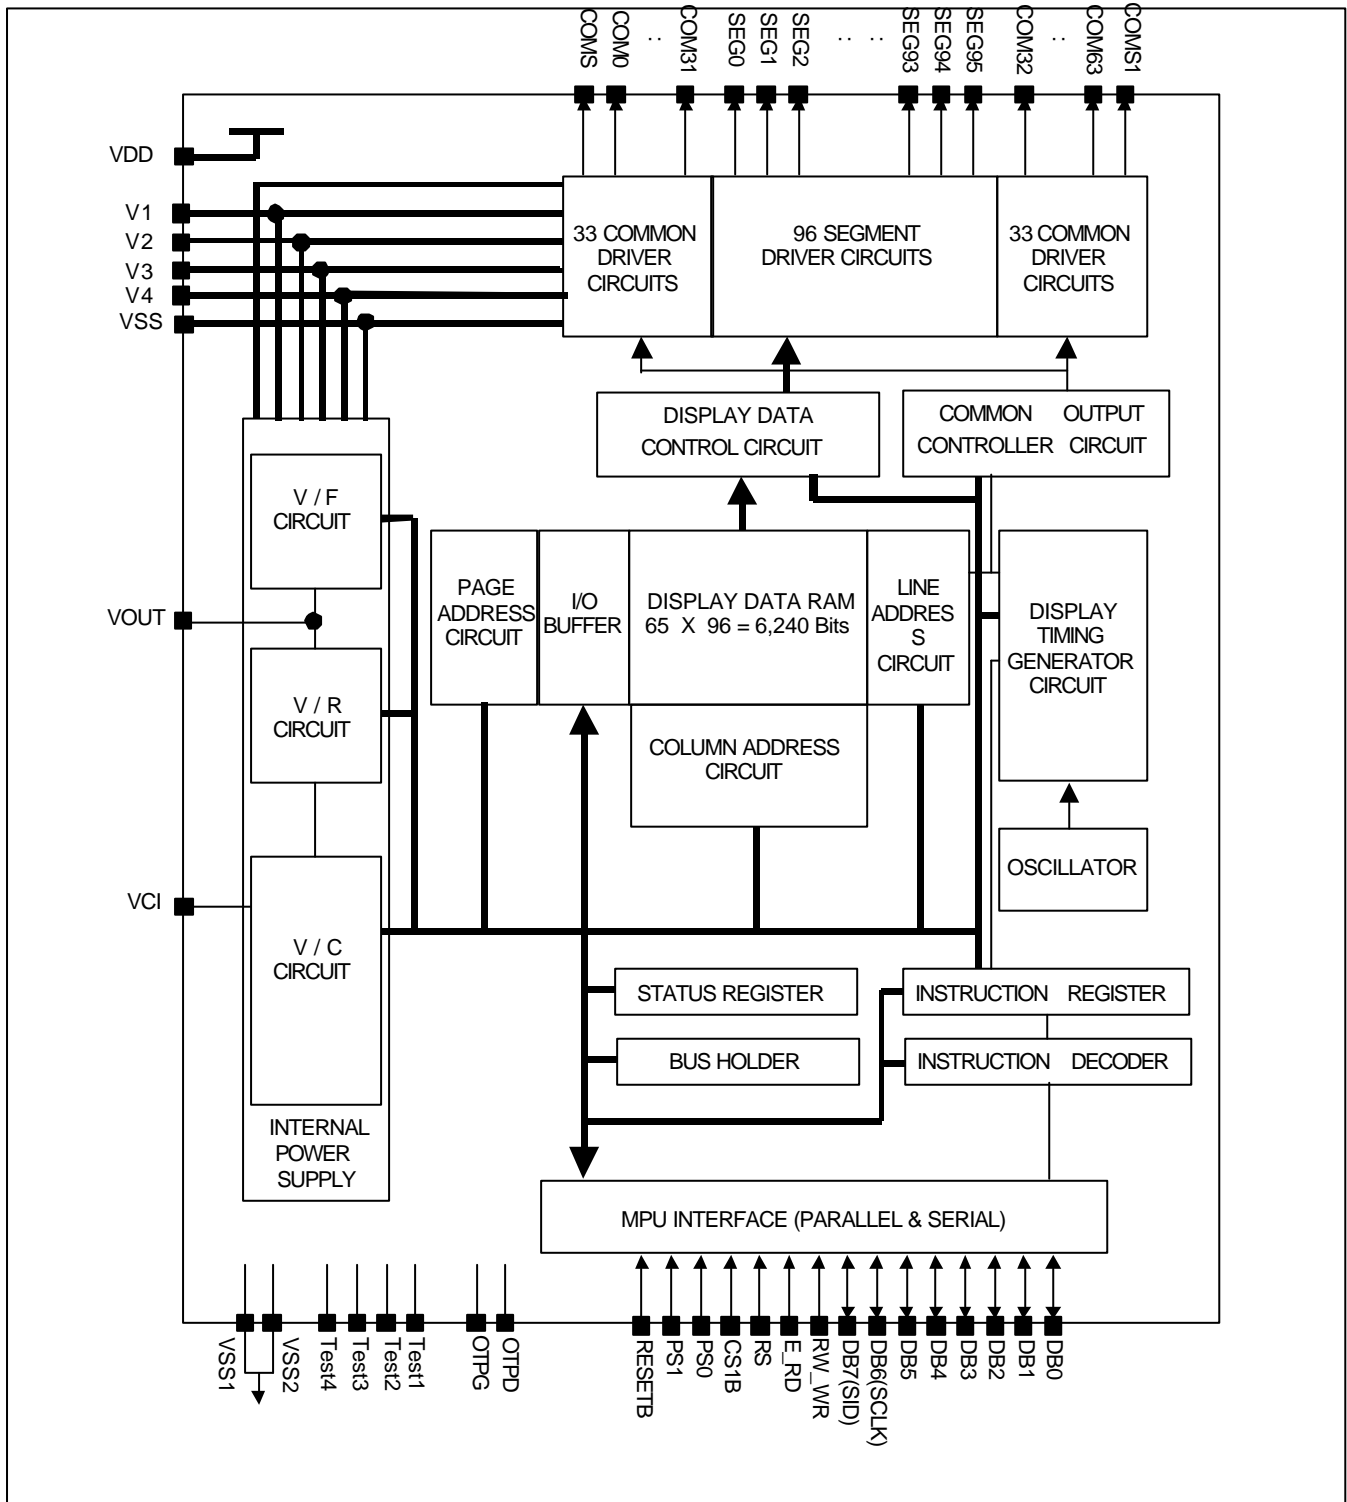 COMS
COM0
: :
COM31
SEG0
SEG1
SEG2
: :
: :
SEG93
SEG94
SEG95
COM32
: :
COM63
COMS1
VDD
V1
V2
V3
V4
VSS
33 COMMON
DRIVER
CIRCUITS
96 SEGMENT
DRIVER CIRCUITS
33 COMMON
DRIVER
CIRCUITS
DISPLAY DATA
CONTROL CIRCUIT
COMMON OUTPUT
CONTROLLER CIRCUIT
V / F
CIRCUIT
VOUT
PAGE
ADDRESS
CIRCUIT
I/O
BUFFER
DISPLAY DATA RAM
65 X 96 = 6,240 Bits
LINE
ADDRES
S
CIRCUIT
DISPLAY
TIMING
GENERATOR
CIRCUIT
V / R
CIRCUIT
COLUMN ADDRESS
CIRCUIT
OSCILLATOR
VCI
V / C
CIRCUIT
STATUS REGISTER
INSTRUCTION REGISTER
BUS HOLDER
INSTRUCTION DECODER
INTERNAL
POWER
SUPPLY
MPU INTERFACE (PARALLEL & SERIAL)
VSS1
VSS2
Test4
Test3
Test2
Test1
OTPG
OTPD
RESETB
PS1
PS0
CS1B
RS
E_RD
RW_WR
DB7(SID)
DB6(SCLK)
DB5
DB4
DB3
DB2
DB1
DB0